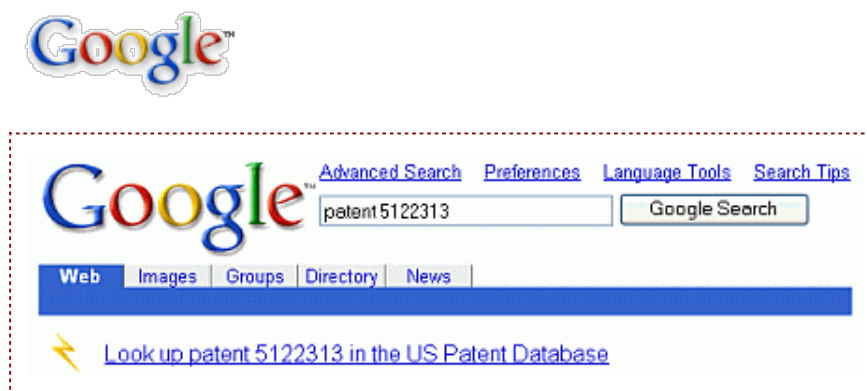 Google™
Google™
Advanced Search Preferences Language Tools Search Tips
patent 5122313 Google Search
Web Images Groups Directory News
Look up patent 5122313 in the US Patent Database